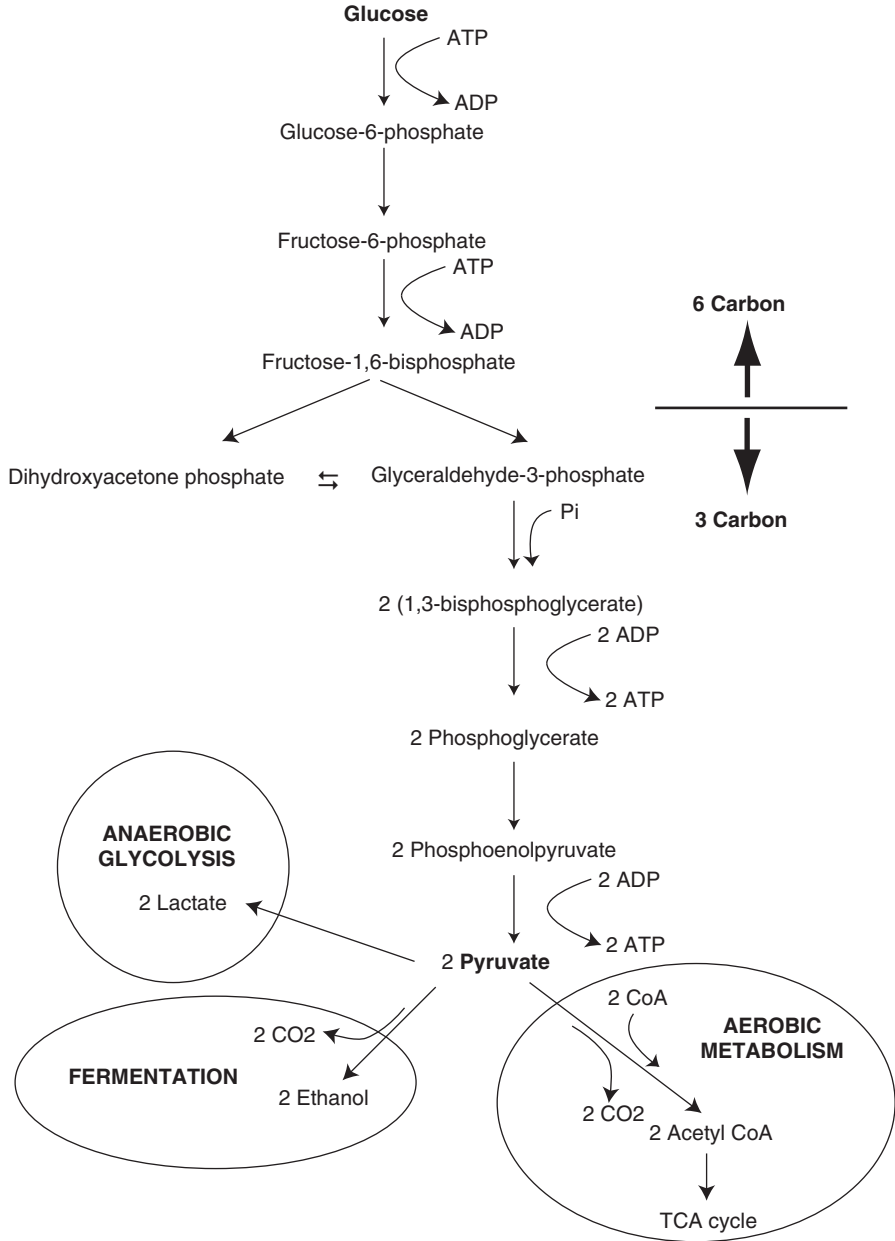 Glucose
ATP
ADP
Glucose-6-phosphate
Fructose-6-phosphate
ATP
ADP
6 Carbon
Fructose-1,6-bisphosphate
Dihydroxyacetone phosphate ⇆ Glyceraldehyde-3-phosphate
3 Carbon
Pi
2 (1,3-bisphosphoglycerate)
2 ADP
2 ATP
2 Phosphoglycerate
ANAEROBIC
GLYCOLYSIS
2 Lactate
2 Phosphoenolpyruvate
2 ADP
2 ATP
2 Pyruvate
2 CO2
FERMENTATION
2 Ethanol
2 CoA
AEROBIC
METABOLISM
2 CO2
2 Acetyl CoA
TCA cycle